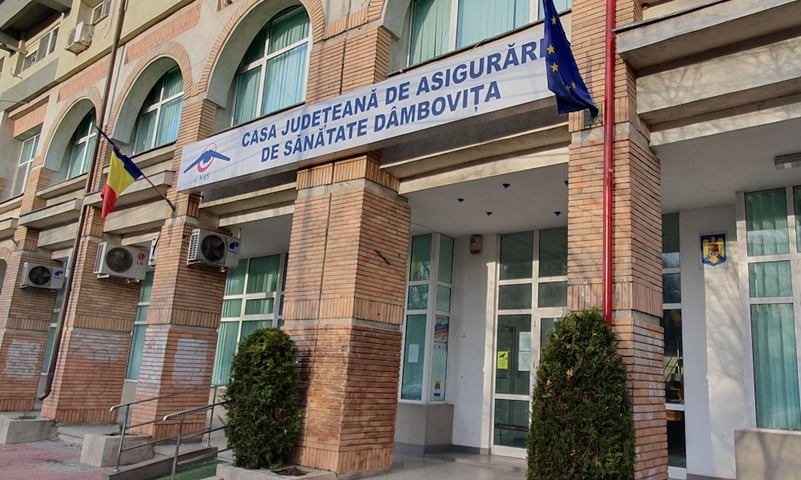 CASA JUDEȚEANĂ DE ASIGURĂRI
DE SĂNĂTATE DÂMBOVIȚA
CNAS